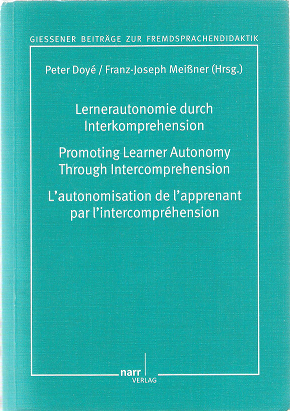 GIESSENER BEITRÄGE ZUR FREMDSPRACHENDIDAKTIK
Peter Doyé / Franz-Joseph Meißner (Hrsg.)
Lernerautonomie durch
Interkomprehension
Promoting Learner Autonomy
Through Intercomprehension
L'autonomisation de l'apprenant
par l'intercompréhension
narr
VERLAG